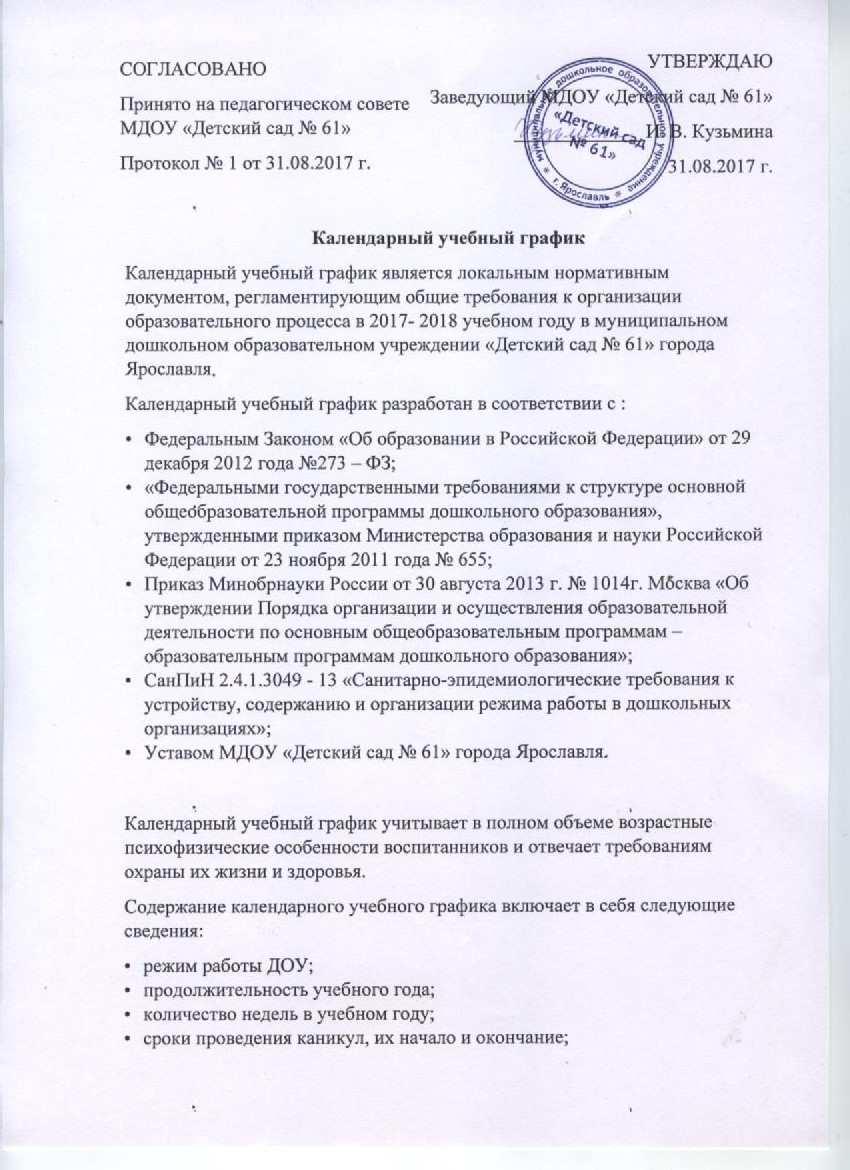 СОГЛАСОВАНО
Принято на педагогическом совете
МДОУ «Детский сад № 61»
Протокол № 1 от 31.08.2017 г.
УТВЕРЖДАЮ
Заведующий МДОУ «Детский сад № 61»
И. В. Кузьмина
31.08.2017 г.
муниципальное дошкольное образовательное учреждение
г. Ярославль
«Детский сад
№ 61»
Календарный учебный график
Календарный учебный график является локальным нормативным
документом, регламентирующим общие требования к организации
образовательного процесса в 2017- 2018 учебном году в муниципальном
дошкольном образовательном учреждении «Детский сад № 61» города
Ярославля.
Календарный учебный график разработан в соответствии с :
• Федеральным Законом «Об образовании в Российской Федерации» от 29
декабря 2012 года №273 – ФЗ;
• «Федеральными государственными требованиями к структуре основной
общеобразовательной программы дошкольного образования»,
утвержденными приказом Министерства образования и науки Российской
Федерации от 23 ноября 2011 года № 655;
• Приказ Минобрнауки России от 30 августа 2013 г. № 1014г. Москва «Об
утверждении Порядка организации и осуществления образовательной
деятельности по основным общеобразовательным программам –
образовательным программам дошкольного образования»;
• СанПиН 2.4.1.3049 - 13 «Санитарно-эпидемиологические требования к
устройству, содержанию и организации режима работы в дошкольных
организациях»;
• Уставом МДОУ «Детский сад № 61» города Ярославля.
Календарный учебный график учитывает в полном объеме возрастные
психофизические особенности воспитанников и отвечает требованиям
охраны их жизни и здоровья.
Содержание календарного учебного графика включает в себя следующие
сведения:
• режим работы ДОУ;
• продолжительность учебного года;
• количество недель в учебном году;
• сроки проведения каникул, их начало и окончание;